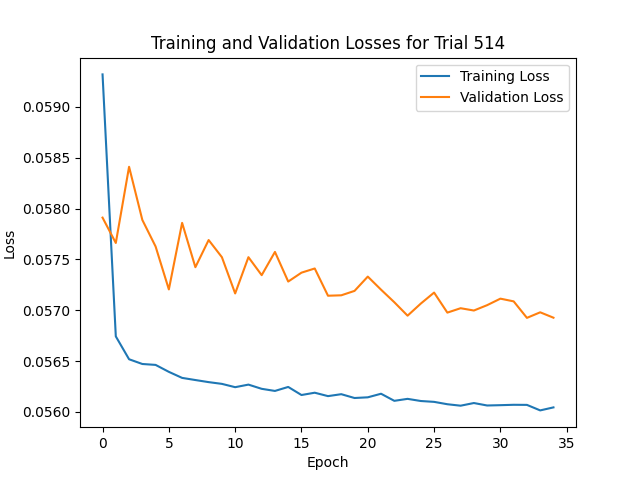 Training and Validation Losses for Trial 514
Training Loss
Validation Loss
0.0590
0.0585
0.0580
0.0575
0.0570
0.0565
0.0560
Loss
0 5 10 15 20 25 30 35
Epoch